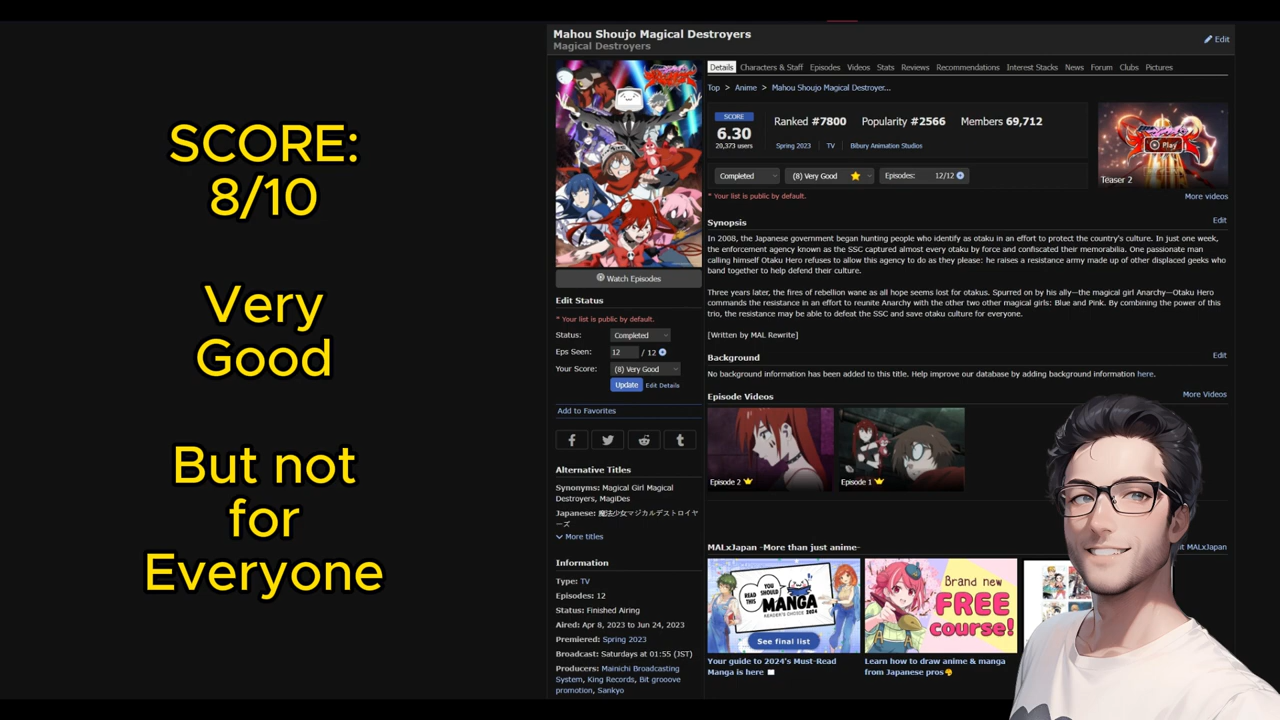 SCORE:
8/10
Very
Good
But not
for
Everyone
Mahou Shoujo Magical Destroyers
Magical Destroyers
Edit
Details Characters & Staff Episodes Videos Stats Reviews Recommendations Interest Stacks News Forum Clubs Pictures
Top > Anime > Mahou Shoujo Magical Destroyer...
SCORE
6.30
20,373 users
Ranked #7800 Popularity #2566 Members 69,712
Spring 2023 TV Bibury Animation Studios
Completed (8) Very Good Episodes: 12/12
* Your list is public by default.
Play
Teaser 2
More videos
Watch Episodes
Edit Status
* Your list is public by default.
Status: Completed
Eps Seen: 12 / 12
Your Score: (8) Very Good
Update Edit Details
Add to Favorites
Alternative Titles
Synonyms: Magical Girl Magical
Destroyers, MagiDes
Japanese: 魔法少女マジカルデストロイヤ
ーズ
More titles
Information
Type: TV
Episodes: 12
Status: Finished Airing
Aired: Apr 8, 2023 to Jun 24, 2023
Premiered: Spring 2023
Broadcast: Saturdays at 01:55 (JST)
Producers: Mainichi Broadcasting
System, King Records, Bit grooove
promotion, Sankyo
Synopsis
Edit
In 2008, the Japanese government began hunting people who identify as otaku in an effort to protect the country's culture. In just one week,
the enforcement agency known as the SSC captured almost every otaku by force and confiscated their memorabilia. One passionate man
calling himself Otaku Hero refuses to allow this agency to do as they please: he raises a resistance army made up of other displaced geeks who
band together to help defend their culture.
Three years later, the fires of rebellion wane as all hope seems lost for otakus. Spurred on by his ally—the magical girl Anarchy—Otaku Hero
commands the resistance in an effort to reunite Anarchy with the other two other magical girls: Blue and Pink. By combining the power of this
trio, the resistance may be able to defeat the SSC and save otaku culture for everyone.
[Written by MAL Rewrite]
Background
Edit
No background information has been added to this title. Help improve our database by adding background information here.
Episode Videos
More Videos
Episode 2
Episode 1
MALxJapan -More than just anime-
MALxJapan
READ THIS
YOU SHOULD
MANGA
READER'S CHOICE 2024
See final list
Brand new
FREE
course!
Your guide to 2024's Must-Read
Manga is here
Learn how to draw anime & manga
from Japanese pros